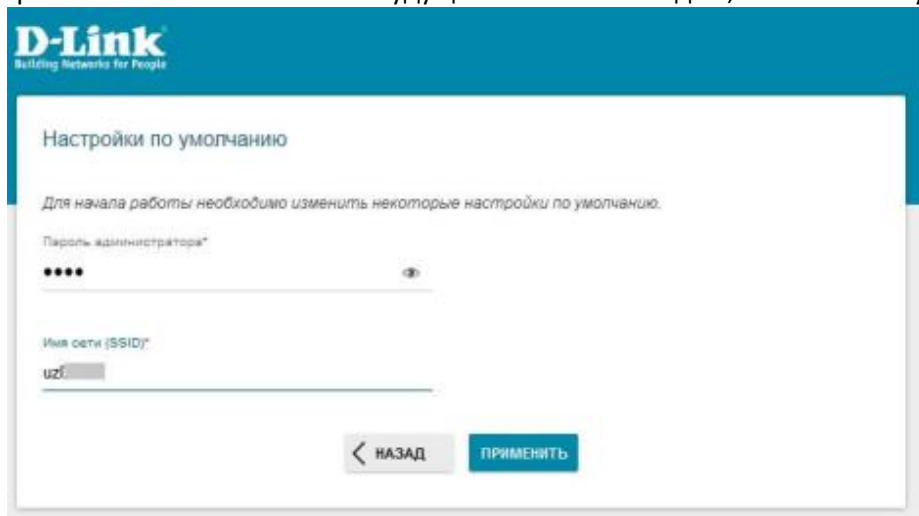 D-Link
Building Networks for People
Настройки по умолчанию
Для начала работы необходимо изменить некоторые настройки по умолчанию.
Пароль администратора*
••••
Имя сети (SSID)*
uzf
НАЗАД
ПРИМЕНИТЬ